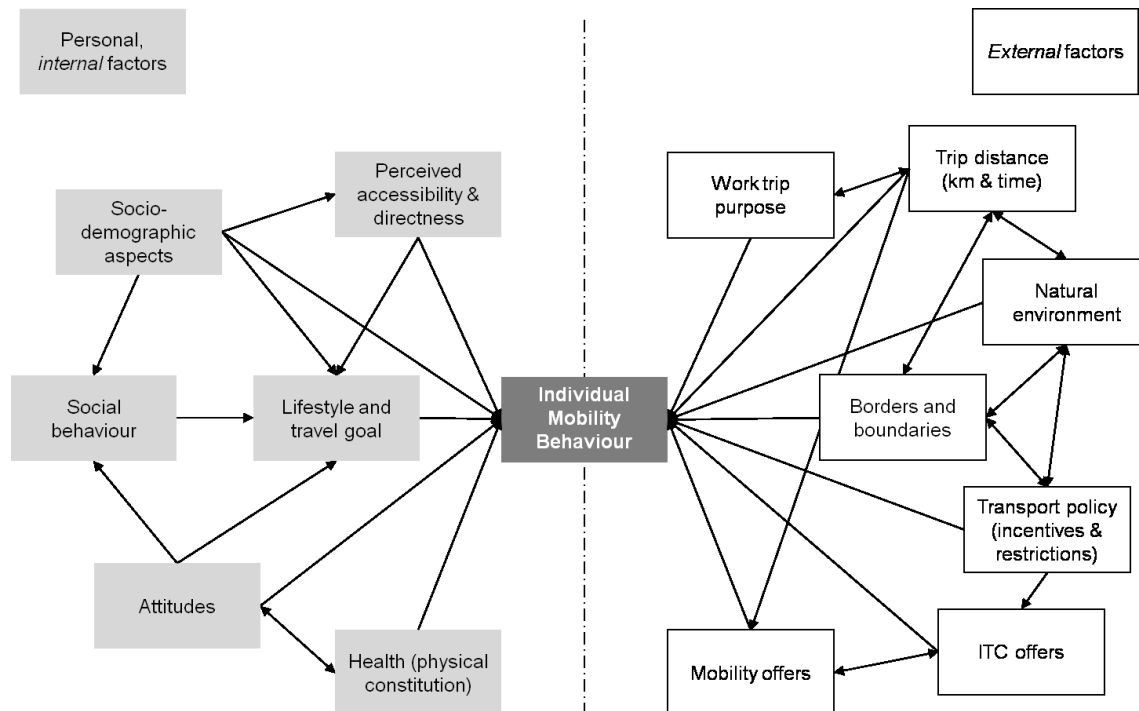 Personal,
internal factors
External factors
Perceived
accessibility &
directness
Socio-
demographic
aspects
Work trip
purpose
Trip distance
(km & time)
Natural
environment
Social
behaviour
Lifestyle and
travel goal
Individual
Mobility
Behaviour
Borders and
boundaries
Transport policy
(incentives &
restrictions)
Attitudes
Health (physical
constitution)
Mobility offers
ITC offers